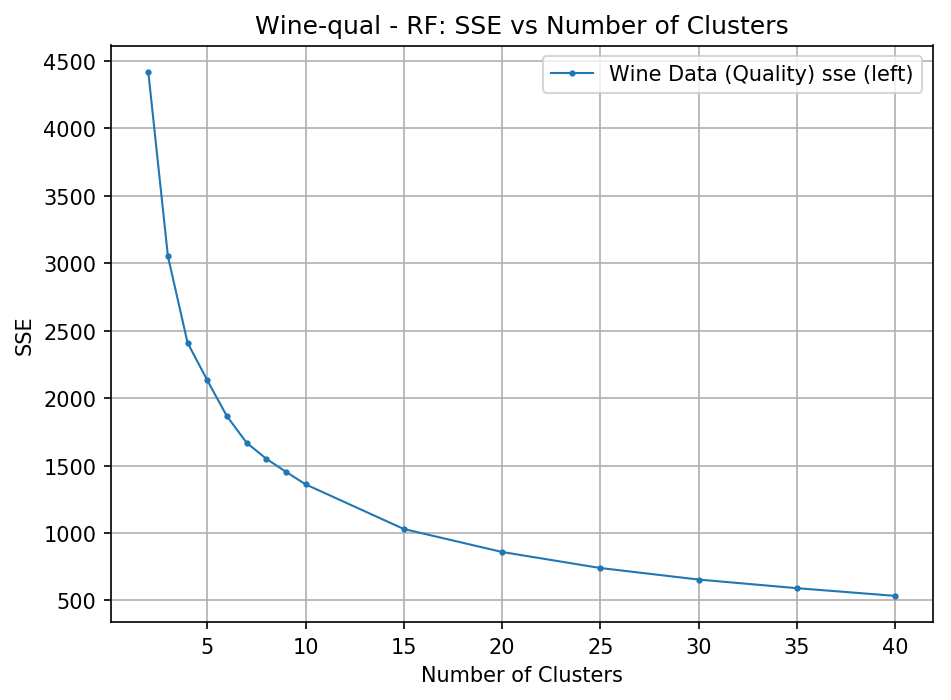 Wine-qual - RF: SSE vs Number of Clusters
Wine Data (Quality) sse (left)
4500
4000
3500
3000
2500
2000
1500
1000
500
SSE
5 10 15 20 25 30 35 40
Number of Clusters